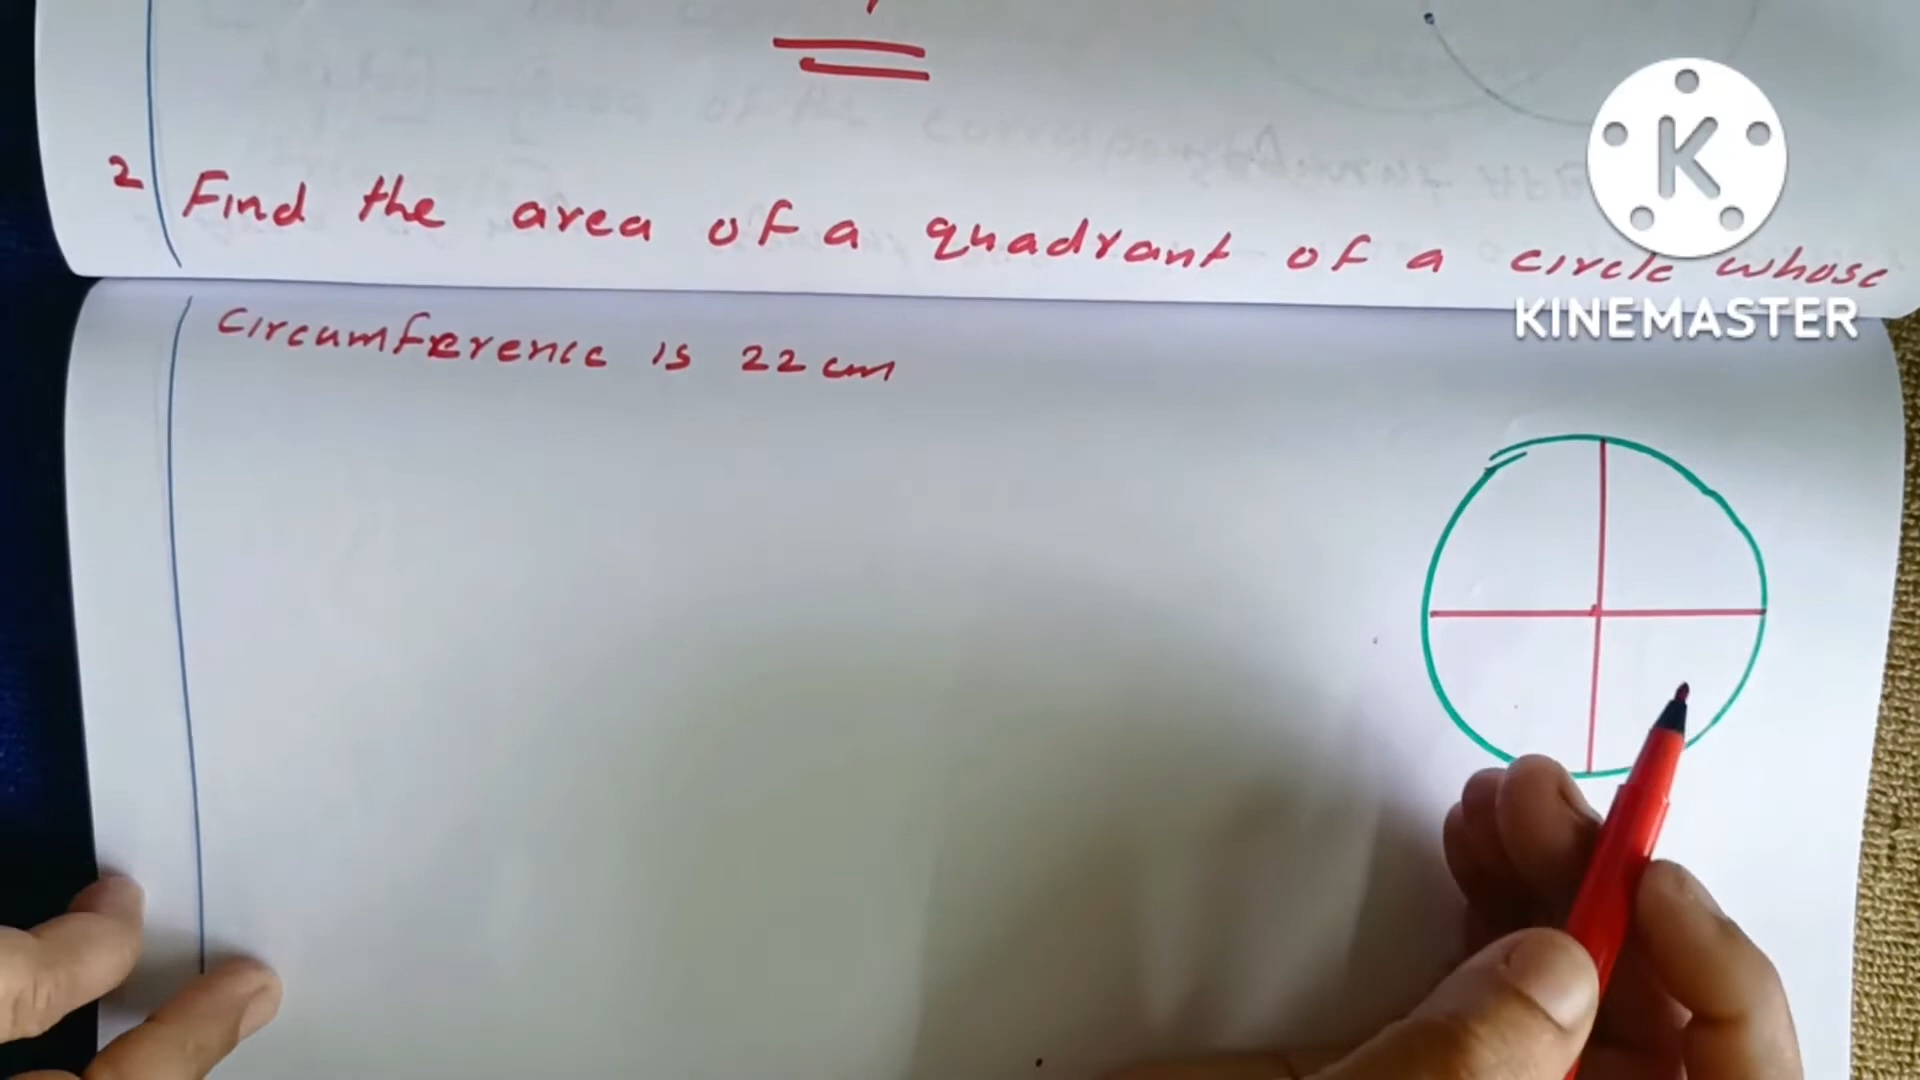 2 Find the area of a quadrant of a circle whose
circumference is 22 cm
K
KINEMASTER